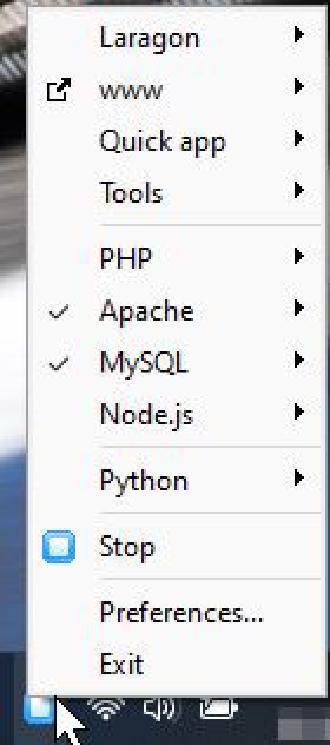 Laragon
www
Quick app
Tools
PHP
Apache
MySQL
Node.js
Python
Stop
Preferences...
Exit